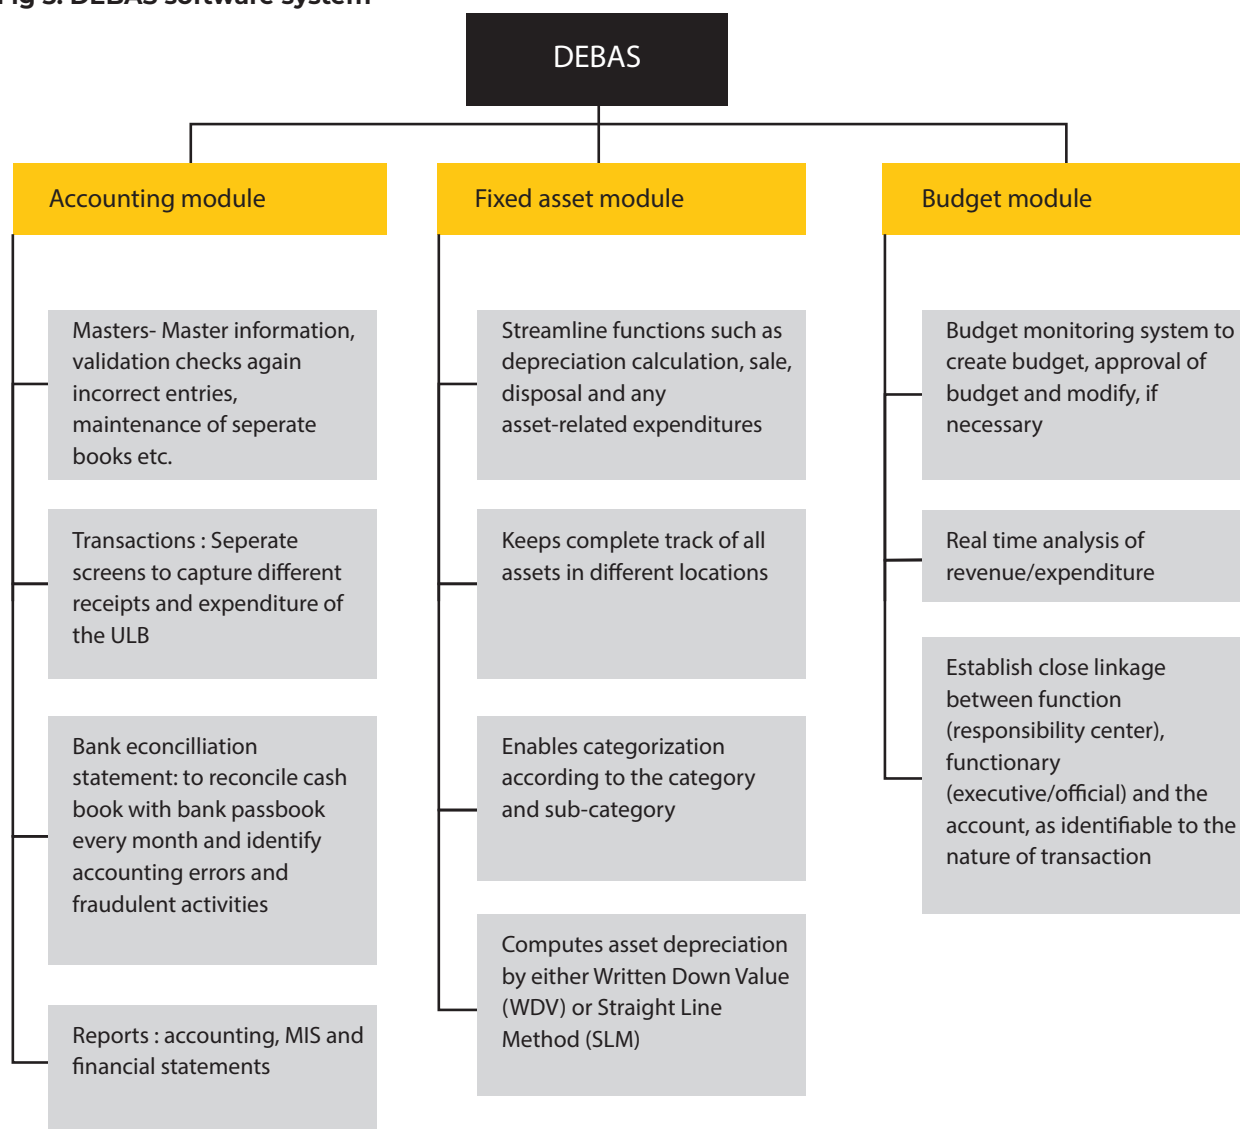 Fig 3: DEBAS software system
DEBAS
Accounting module
Masters- Master information,
validation checks again
incorrect entries,
maintenance of seperate
books etc.
Transactions : Seperate
screens to capture different
receipts and expenditure of
the ULB
Bank econcilliation
statement: to reconcile cash
book with bank passbook
every month and identify
accounting errors and
fraudulent activities
Reports : accounting, MIS and
financial statements
Fixed asset module
Streamline functions such as
depreciation calculation, sale,
disposal and any
asset-related expenditures
Keeps complete track of all
assets in different locations
Enables categorization
according to the category
and sub-category
Computes asset depreciation
by either Written Down Value
(WDV) or Straight Line
Method (SLM)
Budget module
Budget monitoring system to
create budget, approval of
budget and modify, if
necessary
Real time analysis of
revenue/expenditure
Establish close linkage
between function
(responsibility center),
functionary
(executive/official) and the
account, as identifiable to the
nature of transaction